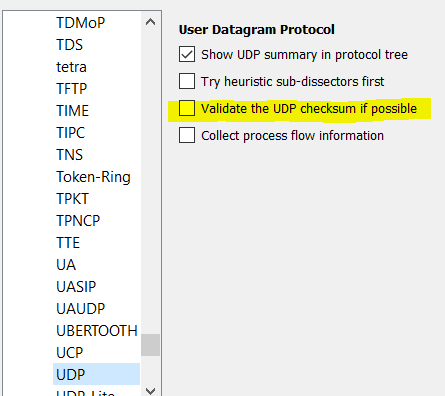 TDMoP
TDS
tetra
TFTP
TIME
TIPC
TNS
Token-Ring
TPKT
TPNCP
TTE
UA
UASIP
UAUDP
UBERTOOTH
UCP
UDP
UDP-Lite
User Datagram Protocol
Show UDP summary in protocol tree
Try heuristic sub-dissectors first
Validate the UDP checksum if possible
Collect process flow information